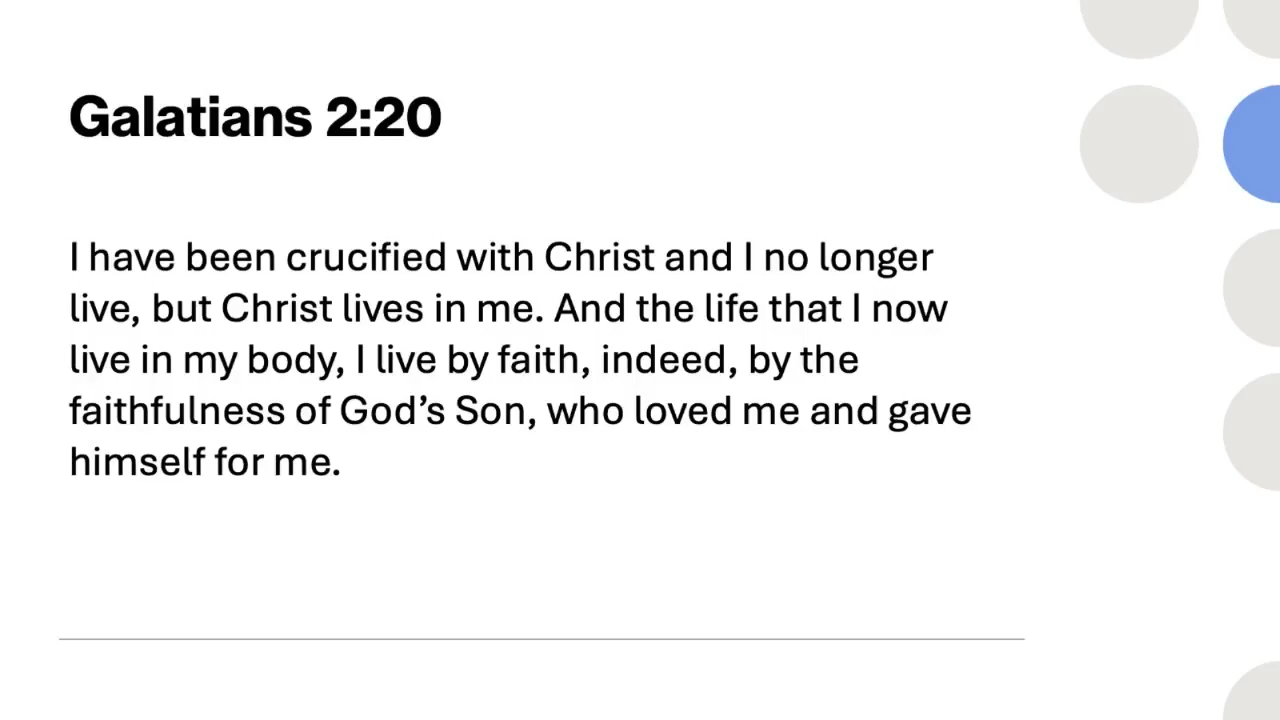 Galatians 2:20
I have been crucified with Christ and I no longer
live, but Christ lives in me. And the life that I now
live in my body, I live by faith, indeed, by the
faithfulness of God’s Son, who loved me and gave
himself for me.